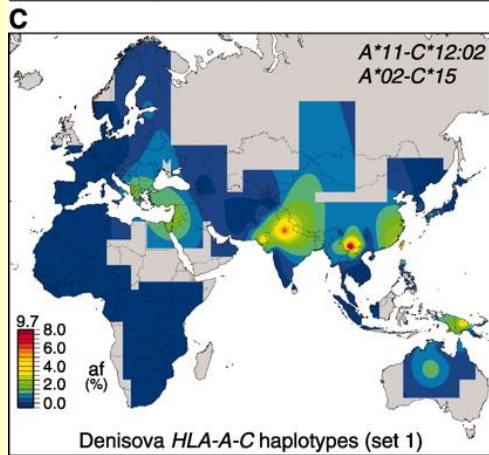 C
A*11-C*12:02
A*02-C*15
9.7
8.0
6.0
af
4.0
(%)
2.0
0.0
Denisova HLA-A-C haplotypes (set 1)